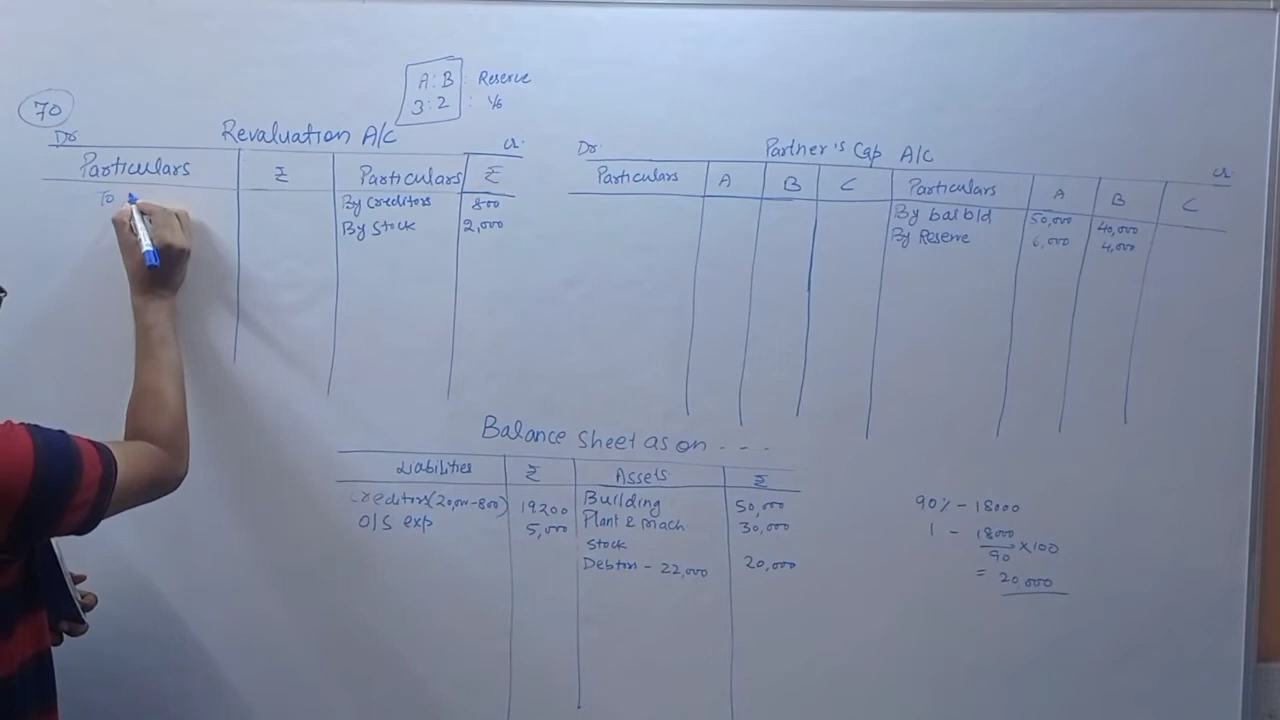 A : B : Reserve
3 : 2 : 1/6
70
Dr
Revaluation A/c
Cr
Particulars ₹ Particulars ₹
To By Creditors 800
By Stock 2,000
Dr Partner's Cap A/c Cr
Particulars A B C Particulars A B C
By bal b/d 50,000 40,000
By Reserve 6,000 4,000
Balance Sheet as on - - -
Liabilities ₹ Assets ₹
Creditors (20,000-800) 19200 Building 50,000
O/S exp 5,000 Plant & Mach 30,000
Stock
Debtors - 22,000 20,000
90% - 18000
1 - 18000/90 × 100
= 20,000